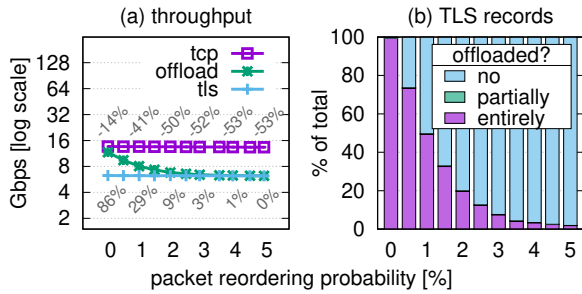 (a) throughput
Gbps [log scale]
128
64
32
16
8
4
2
tcp
offload
tls
-14% -41% -50% -52% -53% -53%
86% 29% 9% 3% 1% 0%
0 1 2 3 4 5
(b) TLS records
% of total
100
80
60
40
20
0
offloaded?
no
partially
entirely
0 1 2 3 4 5
packet reordering probability [%]